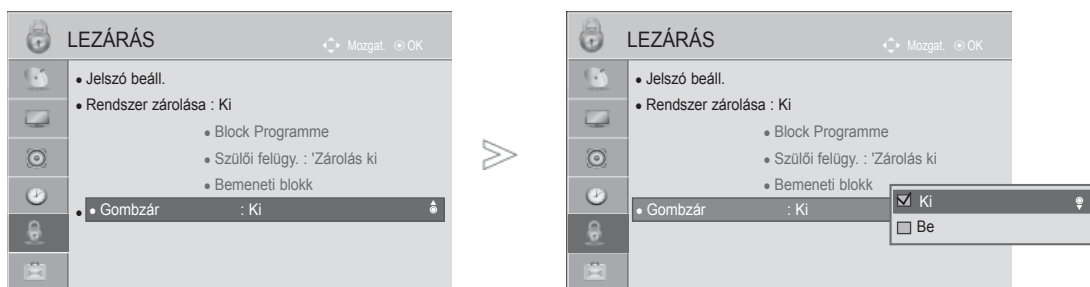 LEZÁRÁS
Mozgat. OK
• Jelszó beáll.
• Rendszer zárolása : Ki
• Block Programme
• Szülői felügy. : 'Zárolás ki
• Bemeneti blokk
• • Gombzár : Ki
LEZÁRÁS
Mozgat. OK
• Jelszó beáll.
• Rendszer zárolása : Ki
• Block Programme
• Szülői felügy. : 'Zárolás ki
• Bemeneti blokk
• Gombzár : Ki
Ki
Be